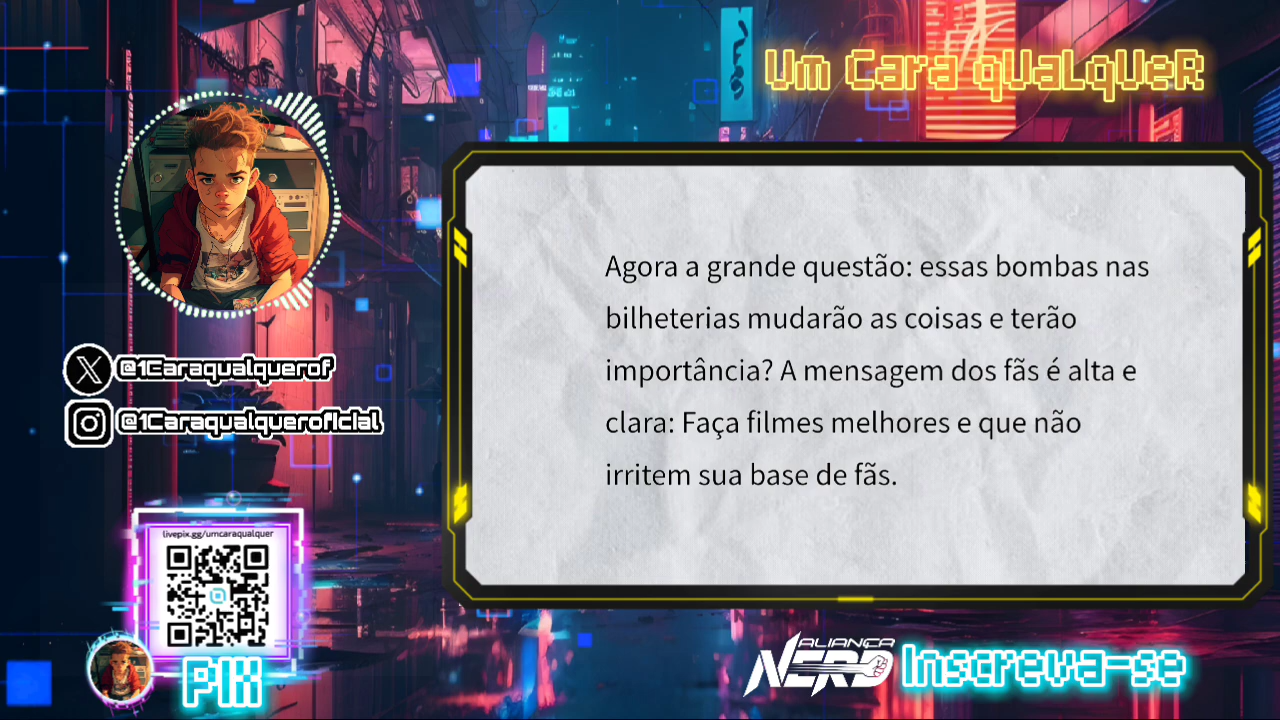 Um Cara qUaLqUeR
Agora a grande questão: essas bombas nas
bilheterias mudarão as coisas e terão
importância? A mensagem dos fãs é alta e
clara: Faça filmes melhores e que não
irritem sua base de fãs.
@1Caraqualquerof
@1Caraqualqueroficial
livepix.gg/umcaraqualquer
PIX
ALIANÇA
NERD
Inscreva-se